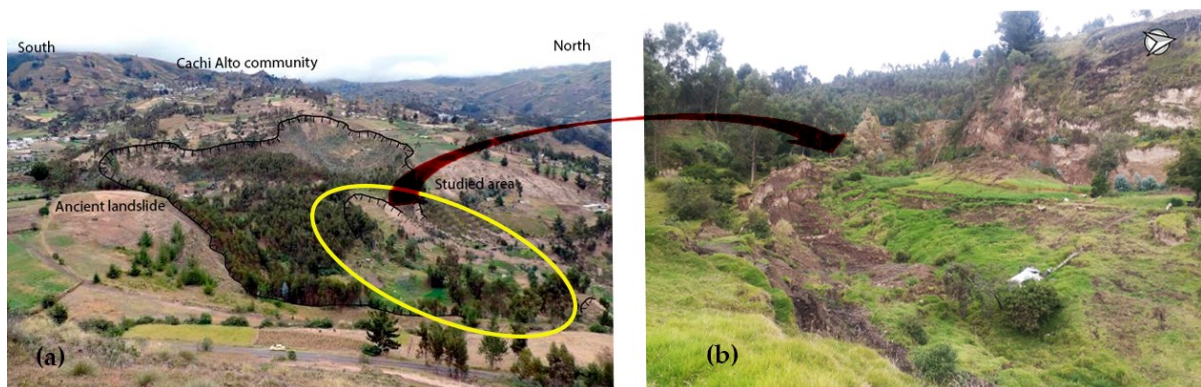 South
North
Cachi Alto community
Studied area
Ancient landslide
(a)
(b)